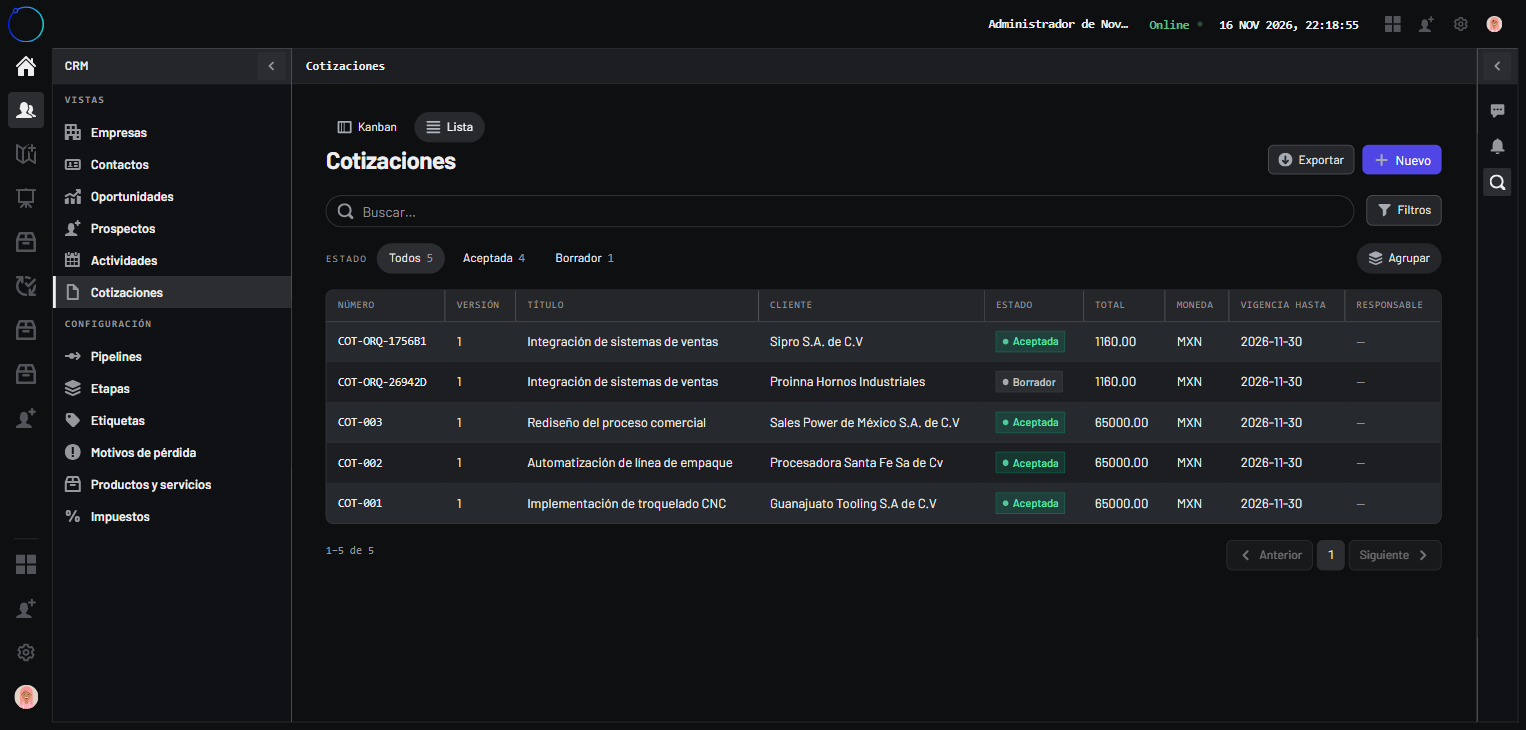 Administrador de Nov… Online 16 NOV 2026, 22:18:55
CRM
VISTAS
Empresas
Contactos
Oportunidades
Prospectos
Actividades
Cotizaciones
CONFIGURACIÓN
Pipelines
Etapas
Etiquetas
Motivos de pérdida
Productos y servicios
Impuestos
Cotizaciones
Kanban Lista
Cotizaciones
Exportar Nuevo
Buscar...
Filtros
ESTADO Todos 5 Aceptada 4 Borrador 1
Agrupar
NÚMERO VERSIÓN TÍTULO CLIENTE ESTADO TOTAL MONEDA VIGENCIA HASTA RESPONSABLE
COT-ORQ-1756B1 1 Integración de sistemas de ventas Sipro S.A. de C.V Aceptada 1160.00 MXN 2026-11-30 —
COT-ORQ-26942D 1 Integración de sistemas de ventas Proinna Hornos Industriales Borrador 1160.00 MXN 2026-11-30 —
COT-003 1 Rediseño del proceso comercial Sales Power de México S.A. de C.V Aceptada 65000.00 MXN 2026-11-30 —
COT-002 1 Automatización de línea de empaque Procesadora Santa Fe Sa de Cv Aceptada 65000.00 MXN 2026-11-30 —
COT-001 1 Implementación de troquelado CNC Guanajuato Tooling S.A de C.V Aceptada 65000.00 MXN 2026-11-30 —
1–5 de 5
Anterior 1 Siguiente